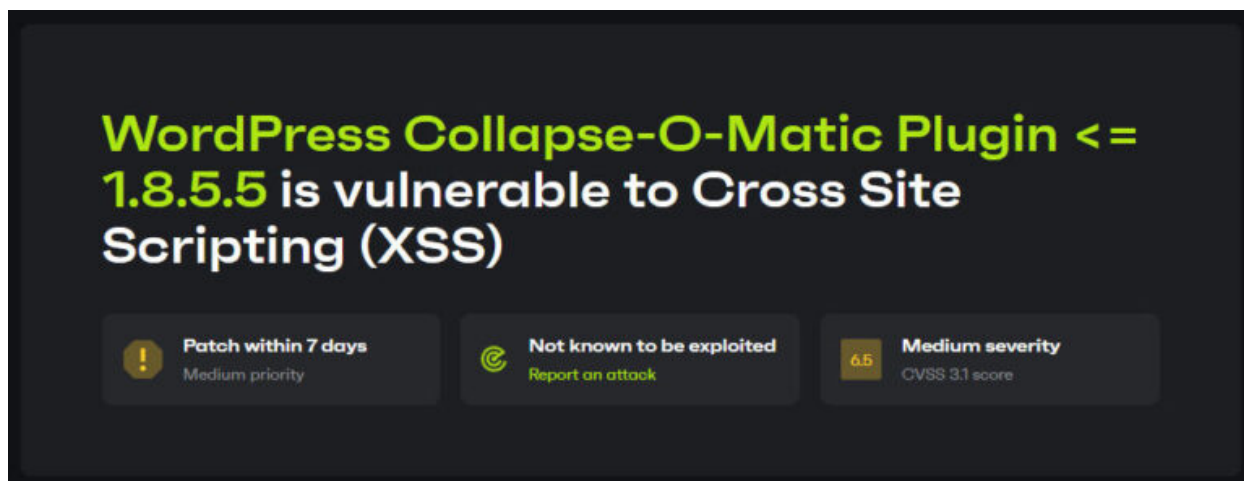 WordPress Collapse-O-Matic Plugin <=
1.8.5.5 is vulnerable to Cross Site
Scripting (XSS)
Patch within 7 days
Medium priority
Not known to be exploited
Report an attack
6.5
Medium severity
CVSS 3.1 score